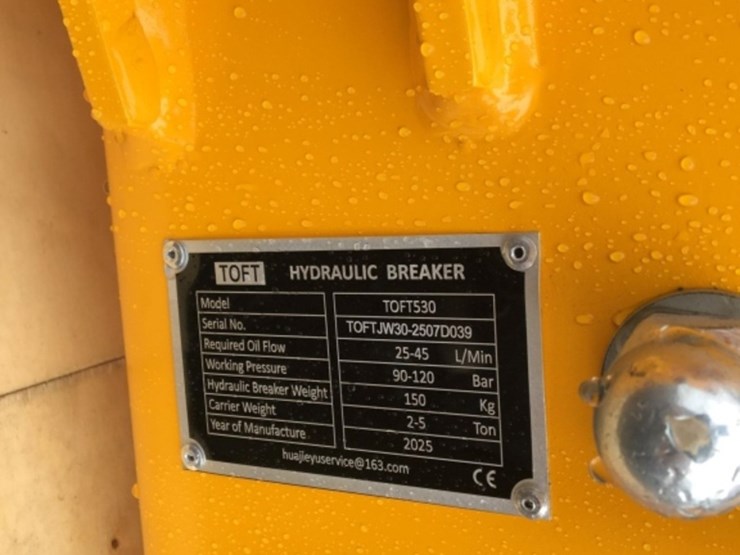 TOFT HYDRAULIC BREAKER
Model TOFT530
Serial No. TOFTJW30-2507D039
Required Oil Flow 25-45 L/Min
Working Pressure 90-120 Bar
Hydraulic Breaker Weight 150 Kg
Carrier Weight 2-5 Ton
Year of Manufacture 2025
huajieyuservice@163.com
CE